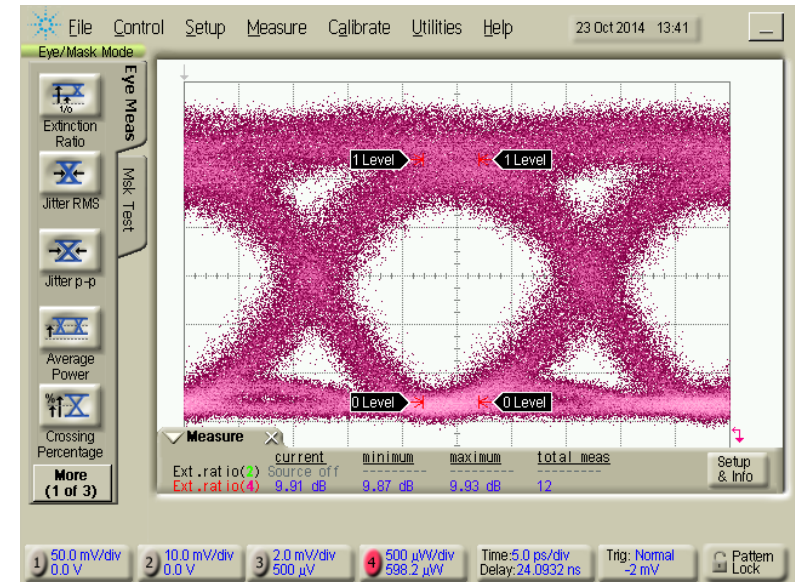 File Control Setup Measure Calibrate Utilities Help 23 Oct 2014 13:41
Eye/Mask Mode
Eye Meas
Msk Test
1/0
Extinction
Ratio
Jitter RMS
Jitter p-p
Average
Power
%
Crossing
Percentage
More
(1 of 3)
1 Level 1 Level
0 Level 0 Level
Measure
current minimum maximum total meas
Ext.ratio(3) Source off --------- --------- ---------
Ext.ratio(4) 9.91 dB 9.87 dB 9.93 dB 12
Setup
& Info
1) 50.0 mV/div
0.0 V
2) 10.0 mV/div
0.0 V
3) 2.0 mV/div
500 µV
4) 500 µW/div
598.2 µW
Time:5.0 ps/div
Delay:24.0932 ns
Trig: Normal
-2 mV
Pattern
Lock